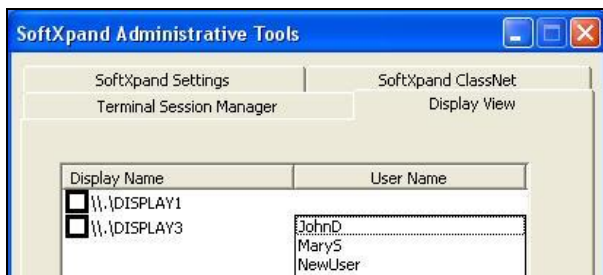 SoftXpand Administrative Tools
SoftXpand Settings SoftXpand ClassNet
Terminal Session Manager Display View
Display Name User Name
\\.\DISPLAY1
\\.\DISPLAY3 JohnD
MaryS
NewUser